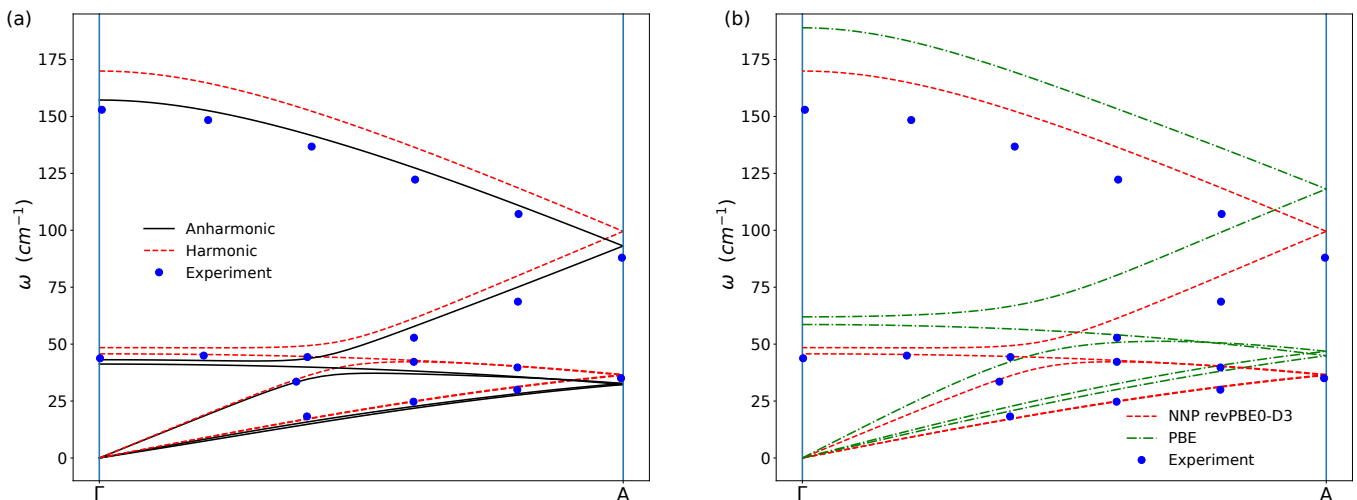 (a)
175
150
125
100
75
50
25
0
ω (cm⁻¹)
Anharmonic
Harmonic
Experiment
Γ
A
(b)
175
150
125
100
75
50
25
0
ω (cm⁻¹)
NNP revPBE0-D3
PBE
Experiment
Γ
A